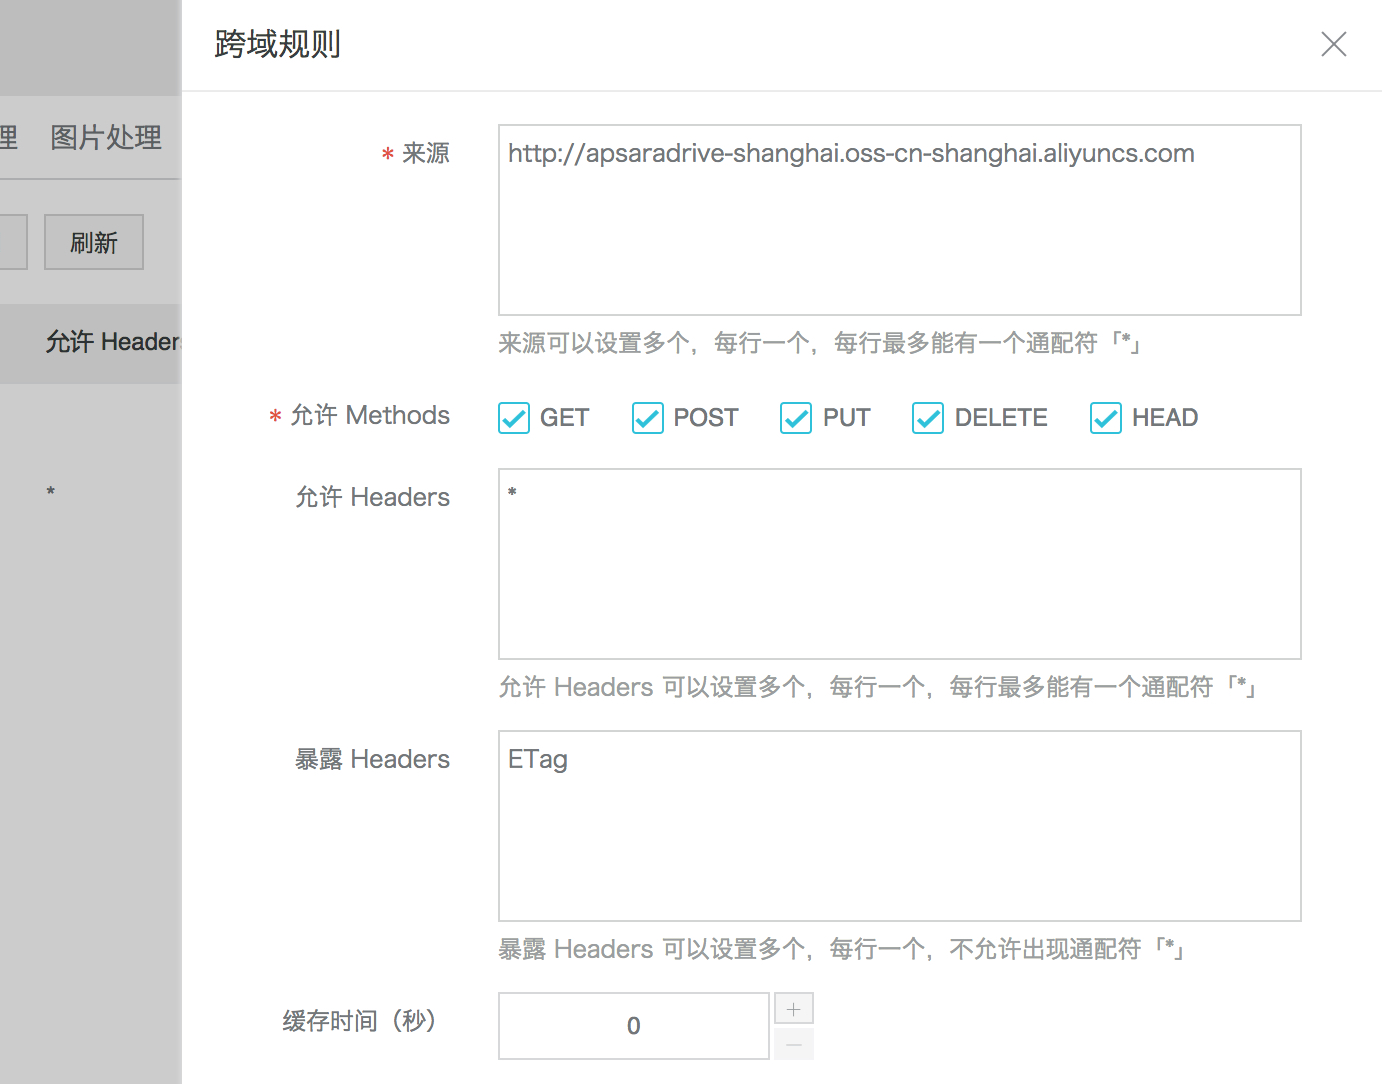 跨域规则
理 图片处理
* 来源 http://apsaradrive-shanghai.oss-cn-shanghai.aliyuncs.com
刷新
允许 Header
来源可以设置多个，每行一个，每行最多能有一个通配符「*」
* 允许 Methods GET POST PUT DELETE HEAD
*
允许 Headers *
允许 Headers 可以设置多个，每行一个，每行最多能有一个通配符「*」
暴露 Headers ETag
暴露 Headers 可以设置多个，每行一个，不允许出现通配符「*」
缓存时间（秒） 0